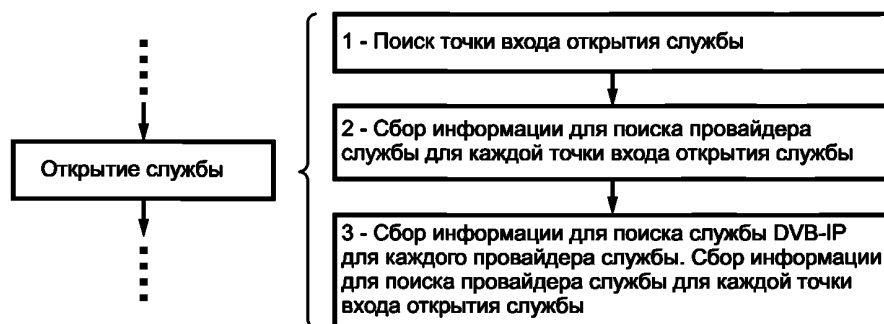 Открытие службы
1 - Поиск точки входа открытия службы
2 - Сбор информации для поиска провайдера
службы для каждой точки входа открытия службы
3 - Сбор информации для поиска службы DVB-IP
для каждого провайдера службы. Сбор информации
для поиска провайдера службы для каждой точки
входа открытия службы